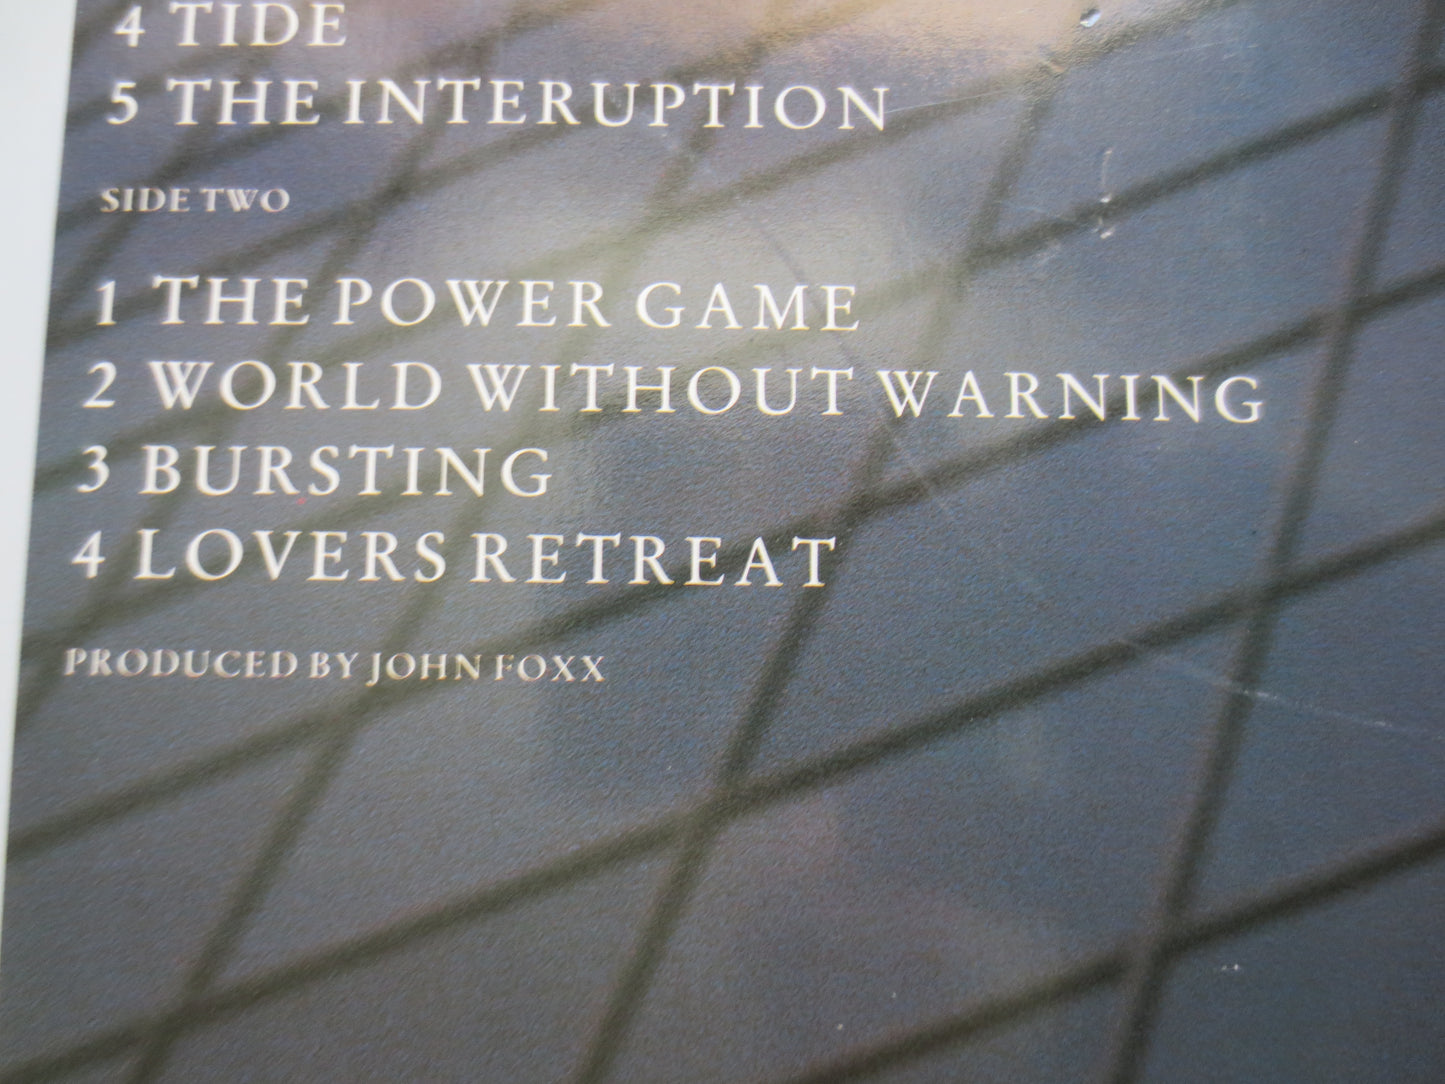 4 TIDE
5 THE INTERUPTION
SIDE TWO
1 THE POWER GAME
2 WORLD WITHOUT WARNING
3 BURSTING
4 LOVERS RETREAT
PRODUCED BY JOHN FOXX